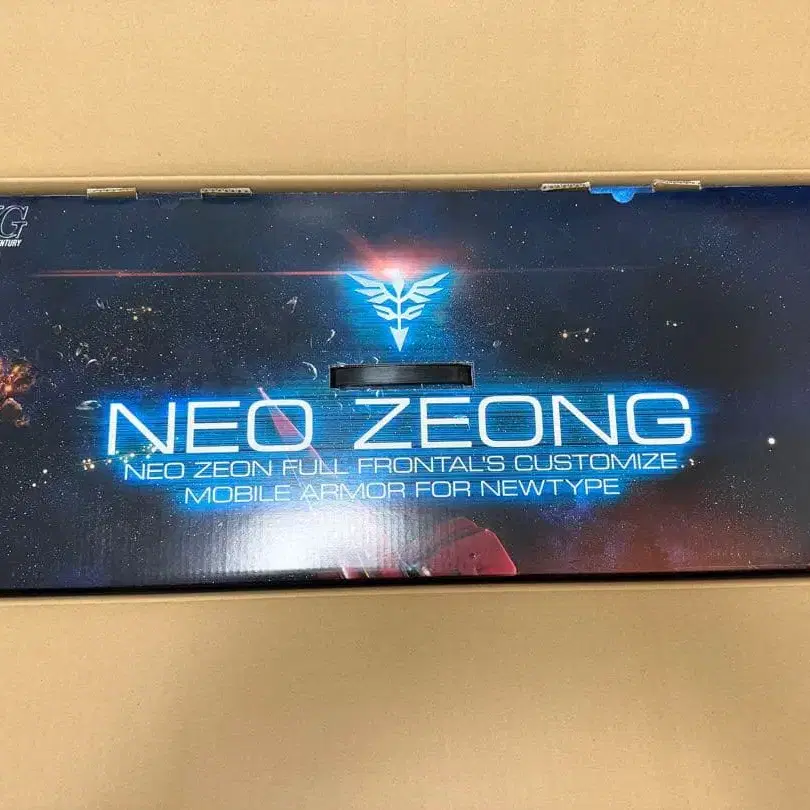 G
NEO ZEONG
NEO ZEON FULL FRONTAL'S CUSTOMIZE
MOBILE ARMOR FOR NEWTYPE